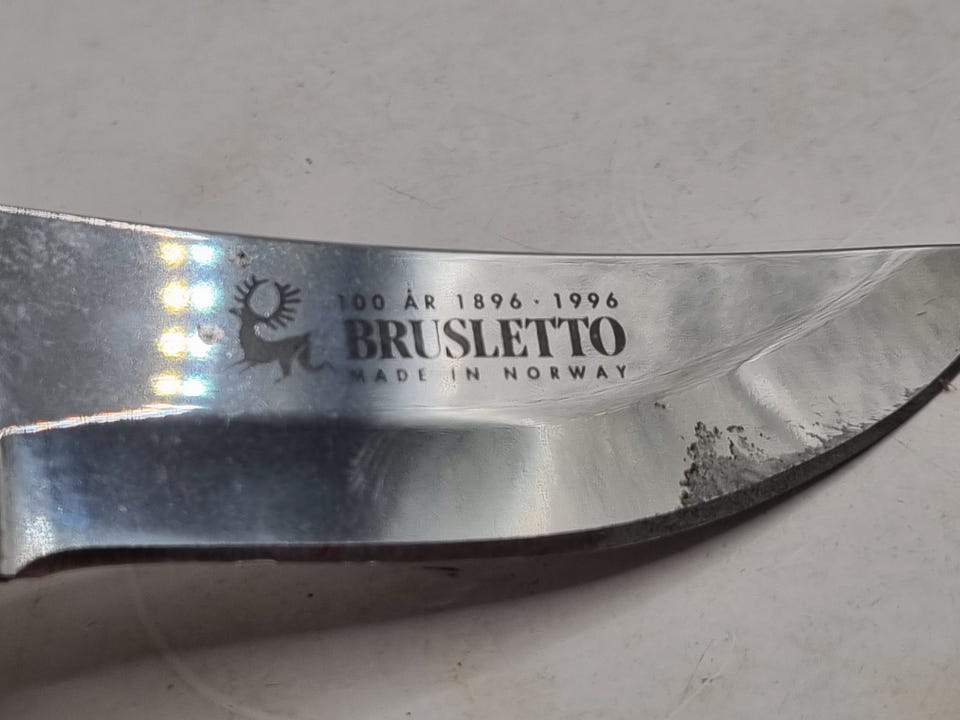 100 ÅR 1896 · 1996
BRUSLETTO
MADE IN NORWAY